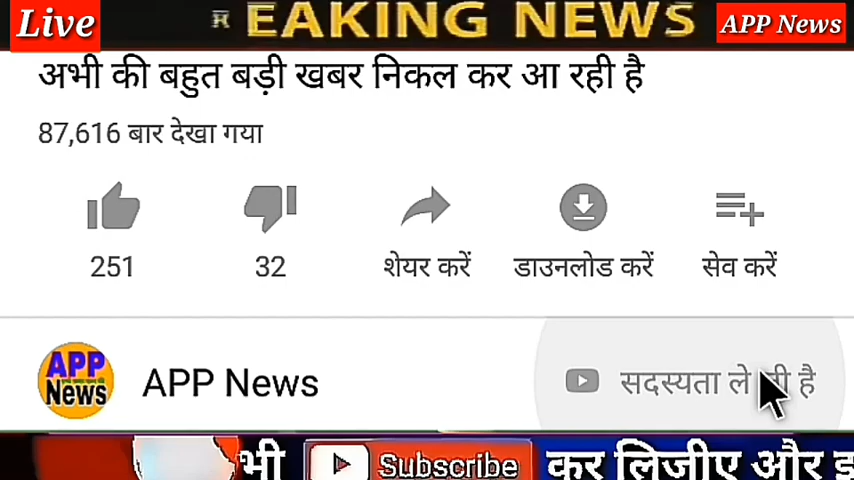 Live
EAKING NEWS
APP News
अभी की बहुत बड़ी खबर निकल कर आ रही है
87,616 बार देखा गया
251
32
शेयर करें
डाउनलोड करें
सेव करें
APP News
APP News
सदस्यता ले
है
भी Subscribe कर लिजीए और